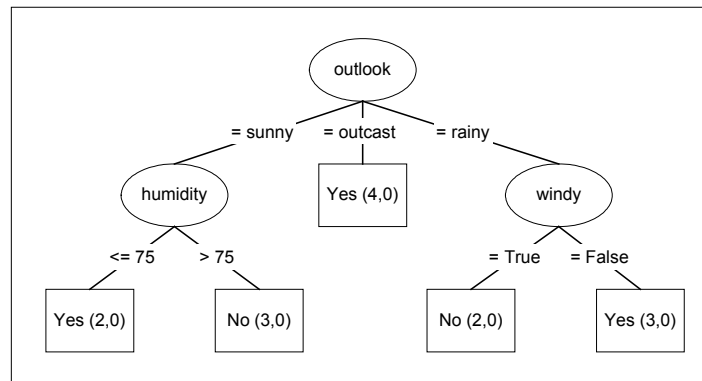 outlook
= sunny
= outcast
= rainy
humidity
Yes (4,0)
windy
<= 75
> 75
= True
= False
Yes (2,0)
No (3,0)
No (2,0)
Yes (3,0)